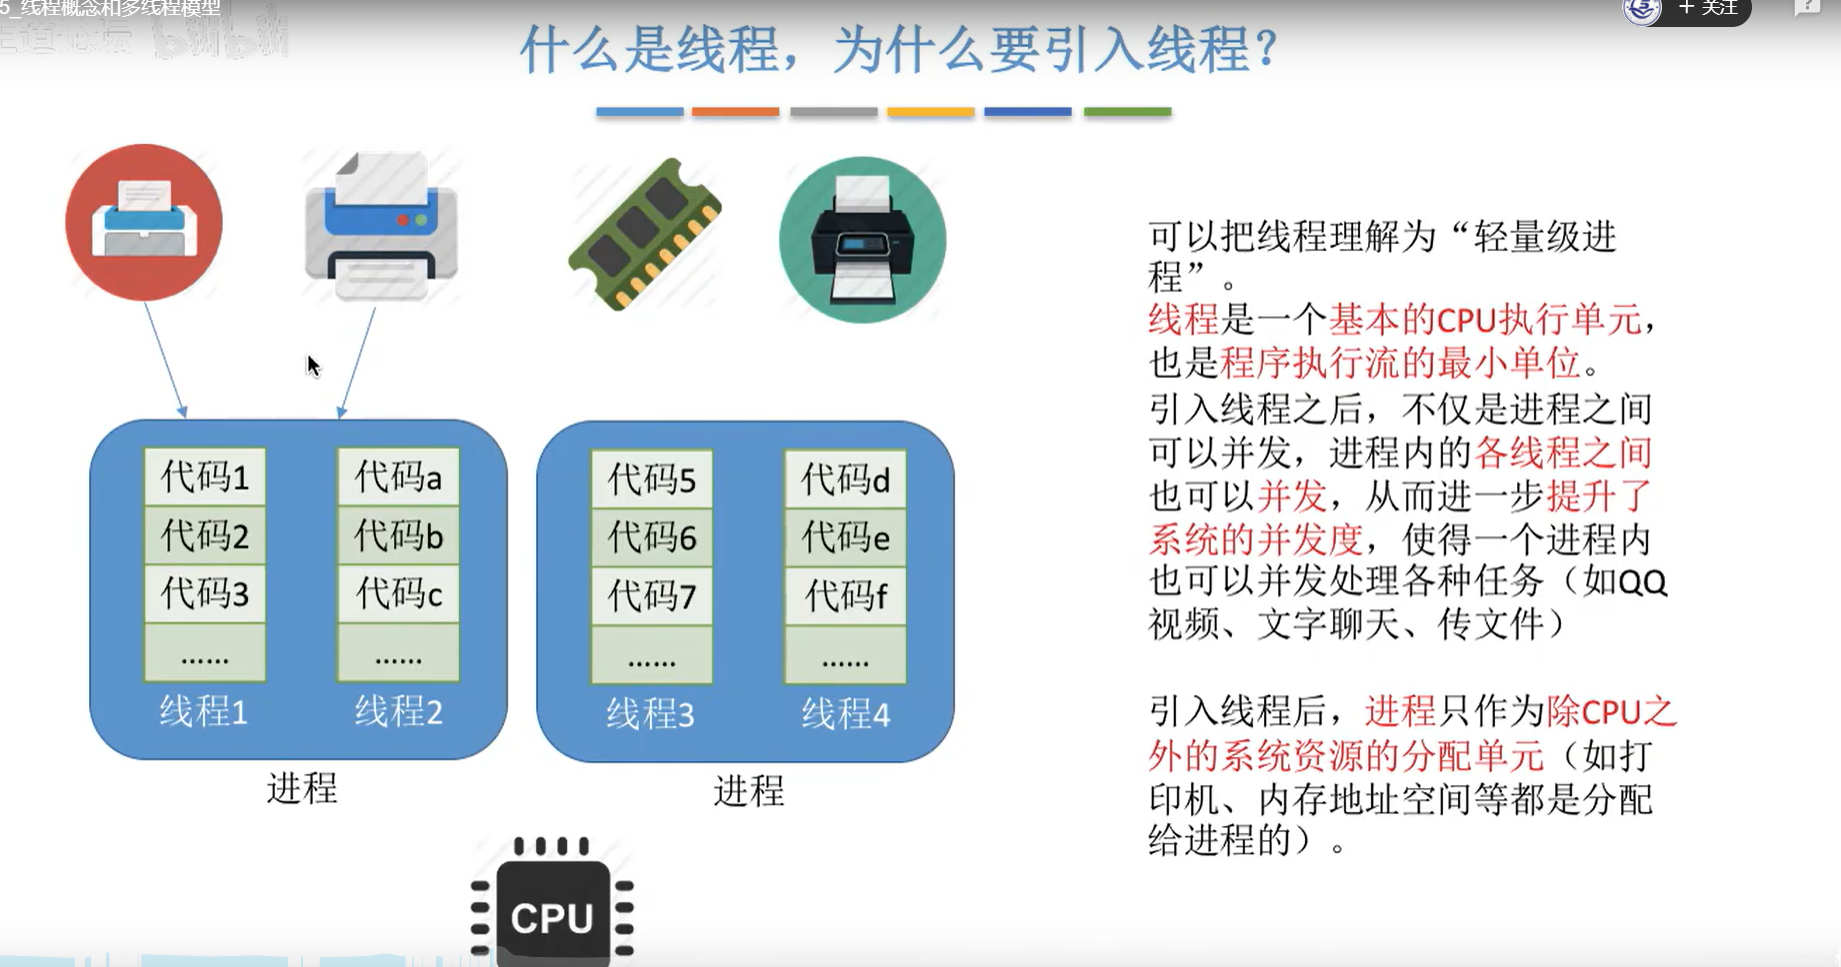 5_线程概念和多线程模型
王道论坛 bilibili
+ 关注
什么是线程，为什么要引入线程？
可以把线程理解为“轻量级进
程”。
线程是一个基本的CPU执行单元，
也是程序执行流的最小单位。
引入线程之后，不仅是进程之间
可以并发，进程内的各线程之间
也可以并发，从而进一步提升了
系统的并发度，使得一个进程内
也可以并发处理各种任务（如QQ
视频、文字聊天、传文件）
引入线程后，进程只作为除CPU之
外的系统资源的分配单元（如打
印机、内存地址空间等都是分配
给进程的）。
代码1
代码2
代码3
……
线程1
代码a
代码b
代码c
……
线程2
进程
代码5
代码6
代码7
……
线程3
代码d
代码e
代码f
……
线程4
进程
CPU